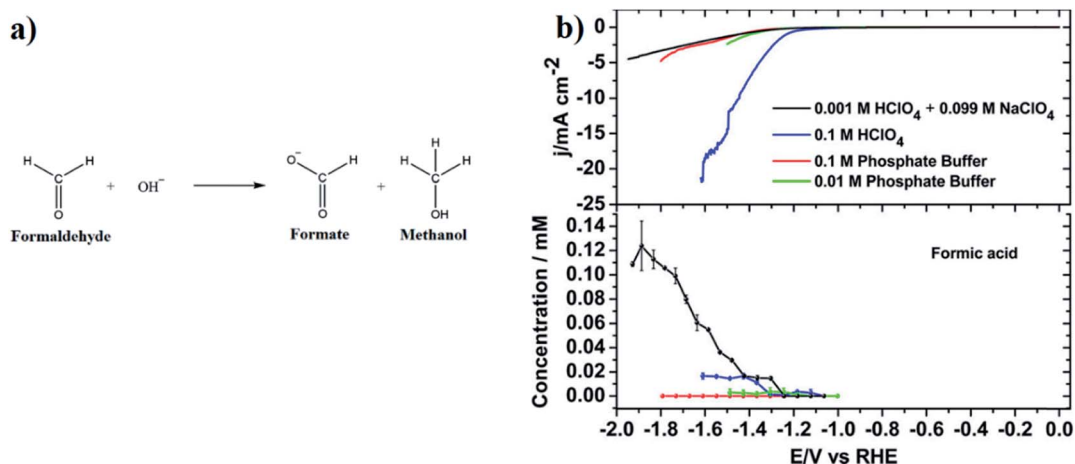 a)
H H
C
O
+
OH⁻
O⁻ H
C
O
+
H
H H
C
OH
Formaldehyde
Formate
Methanol
b)
0
-5
-10
-15
-20
-25
j/mA cm⁻²
0.001 M HClO₄ + 0.099 M NaClO₄
0.1 M HClO₄
0.1 M Phosphate Buffer
0.01 M Phosphate Buffer
0.14
0.12
0.10
0.08
0.06
0.04
0.02
0.00
Concentration / mM
Formic acid
-2.0 -1.8 -1.6 -1.4 -1.2 -1.0 -0.8 -0.6 -0.4 -0.2 0.0
E/V vs RHE